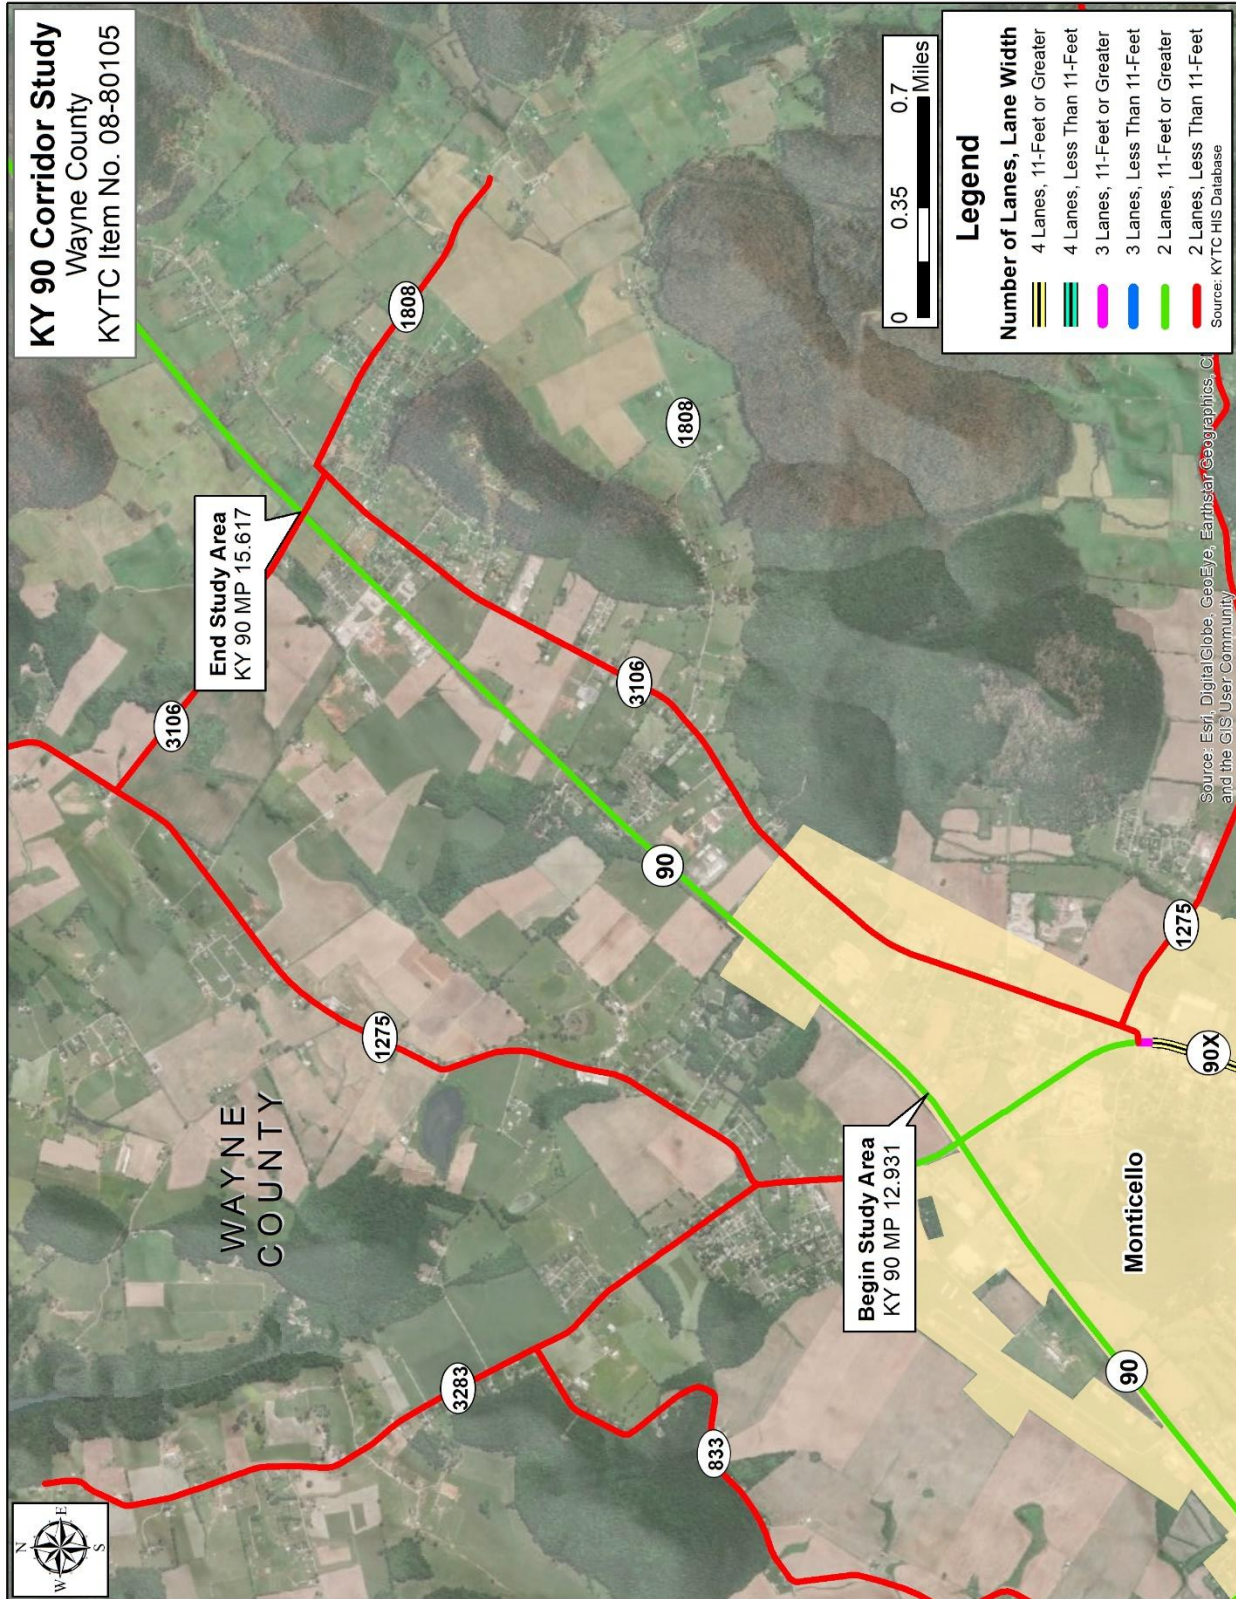 KY 90 Corridor Study
Wayne County
KYTC Item No. 08-80105
N
W
E
S
WAYNE
COUNTY
End Study Area
KY 90 MP 15.617
Begin Study Area
KY 90 MP 12.931
3283
833
1275
3106
1808
3106
1808
90
90
1275
90X
Monticello
0
0.35
0.7
Miles
Legend
Number of Lanes, Lane Width
4 Lanes, 11-Feet or Greater
4 Lanes, Less Than 11-Feet
3 Lanes, 11-Feet or Greater
3 Lanes, Less Than 11-Feet
2 Lanes, 11-Feet or Greater
2 Lanes, Less Than 11-Feet
Source: KYTC HIS Database
Source: Esri, DigitalGlobe, GeoEye, Earthstar Geographics,
and the GIS User Community